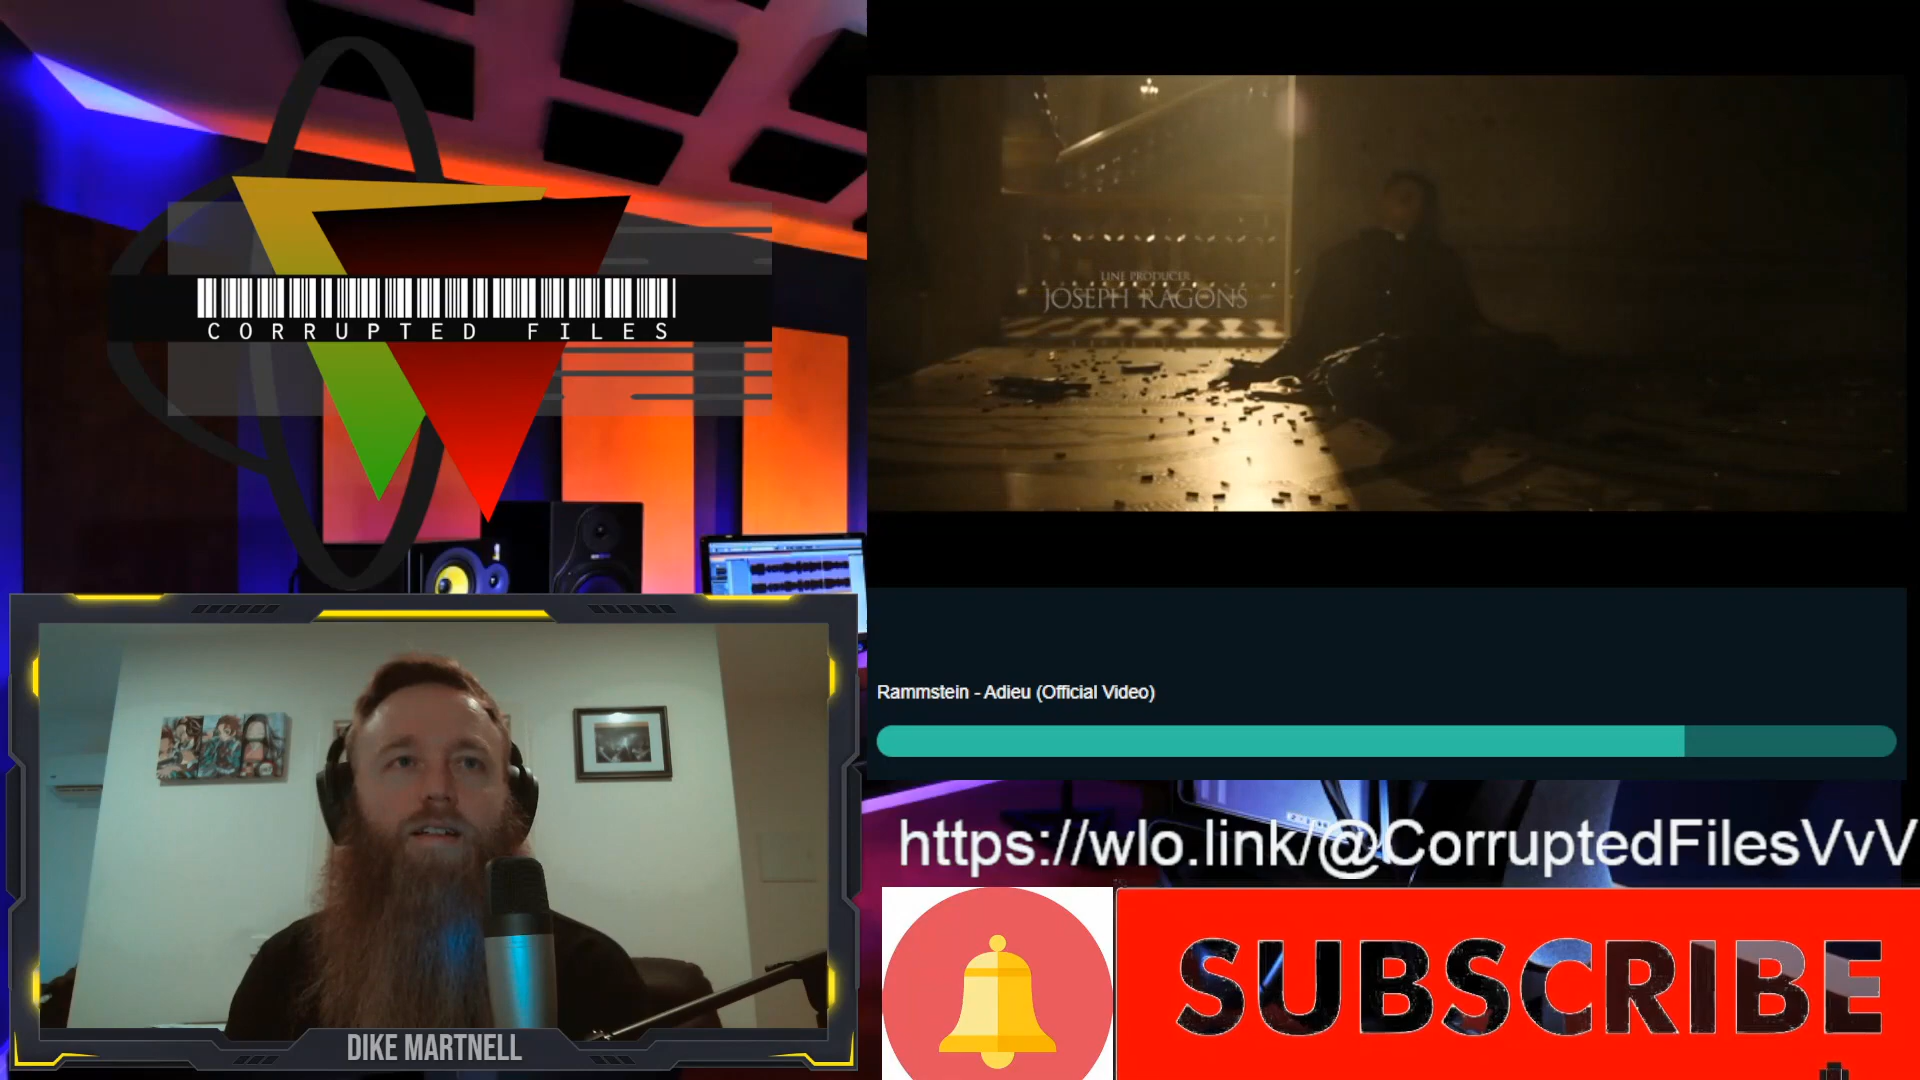 CORRUPTED FILES
LINE PRODUCER
JOSEPH RAGONS
Rammstein - Adieu (Official Video)
https://wlo.link/@CorruptedFilesVvV
SUBSCRIBE
DIKE MARTNELL